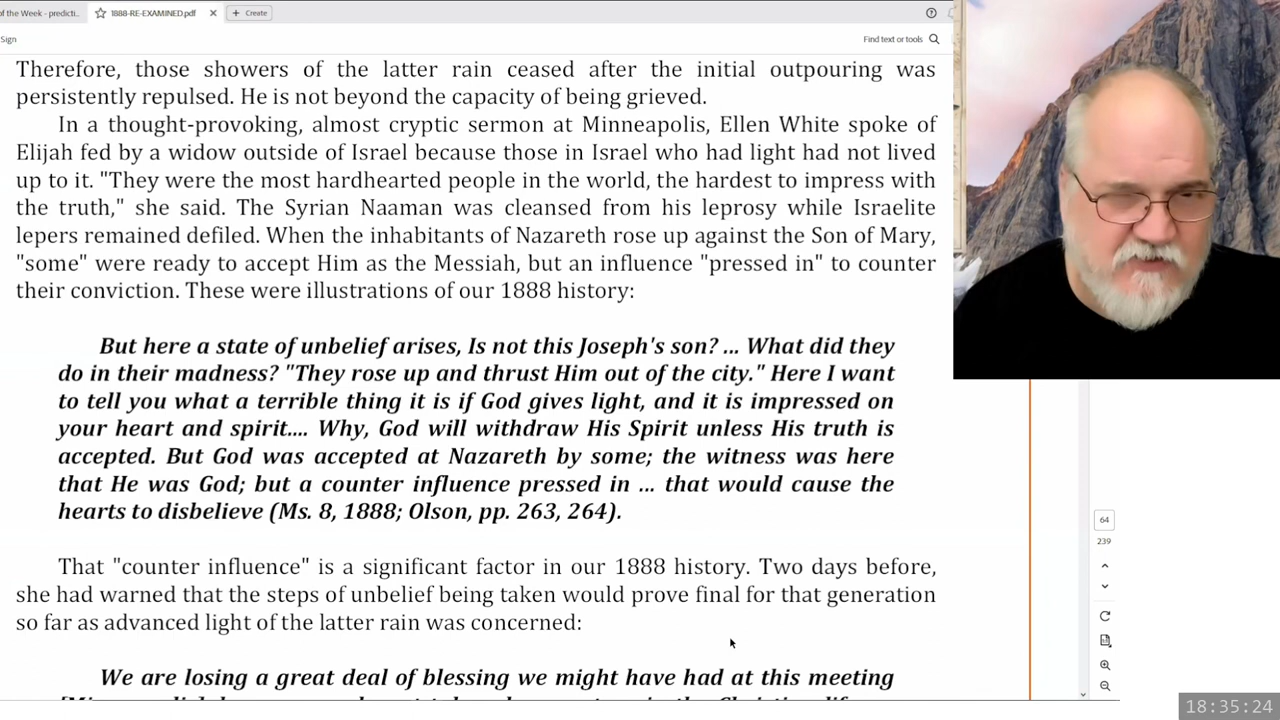 of the Week - predicti..
1888-RE-EXAMINED.pdf
Create
Sign
Find text or tools
Therefore, those showers of the latter rain ceased after the initial outpouring was
persistently repulsed. He is not beyond the capacity of being grieved.
In a thought-provoking, almost cryptic sermon at Minneapolis, Ellen White spoke of
Elijah fed by a widow outside of Israel because those in Israel who had light had not lived
up to it. "They were the most hardhearted people in the world, the hardest to impress with
the truth," she said. The Syrian Naaman was cleansed from his leprosy while Israelite
lepers remained defiled. When the inhabitants of Nazareth rose up against the Son of Mary,
"some" were ready to accept Him as the Messiah, but an influence "pressed in" to counter
their conviction. These were illustrations of our 1888 history:
But here a state of unbelief arises, Is not this Joseph's son? ... What did they
do in their madness? "They rose up and thrust Him out of the city." Here I want
to tell you what a terrible thing it is if God gives light, and it is impressed on
your heart and spirit.... Why, God will withdraw His Spirit unless His truth is
accepted. But God was accepted at Nazareth by some; the witness was here
that He was God; but a counter influence pressed in ... that would cause the
hearts to disbelieve (Ms. 8, 1888; Olson, pp. 263, 264).
That "counter influence" is a significant factor in our 1888 history. Two days before,
she had warned that the steps of unbelief being taken would prove final for that generation
so far as advanced light of the latter rain was concerned:
We are losing a great deal of blessing we might have had at this meeting
64
239
18:35:24